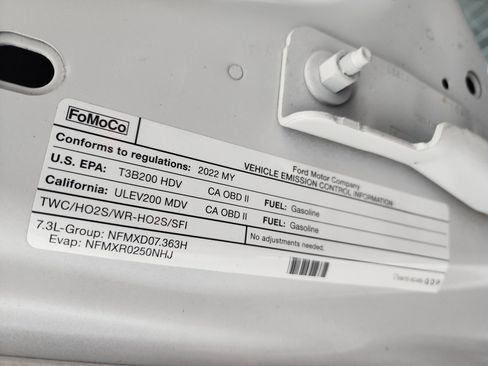 FoMoCo
Ford Motor Company
VEHICLE EMISSION CONTROL INFORMATION
Conforms to regulations: 2022 MY
U.S. EPA: T3B200 HDV CA OBD II FUEL: Gasoline
California: ULEV200 MDV CA OBD II FUEL: Gasoline
TWC/HO2S/WR-HO2S/SFI No adjustments needed.
7.3L-Group: NFMXD07.363H
Evap: NFMXR0250NHJ